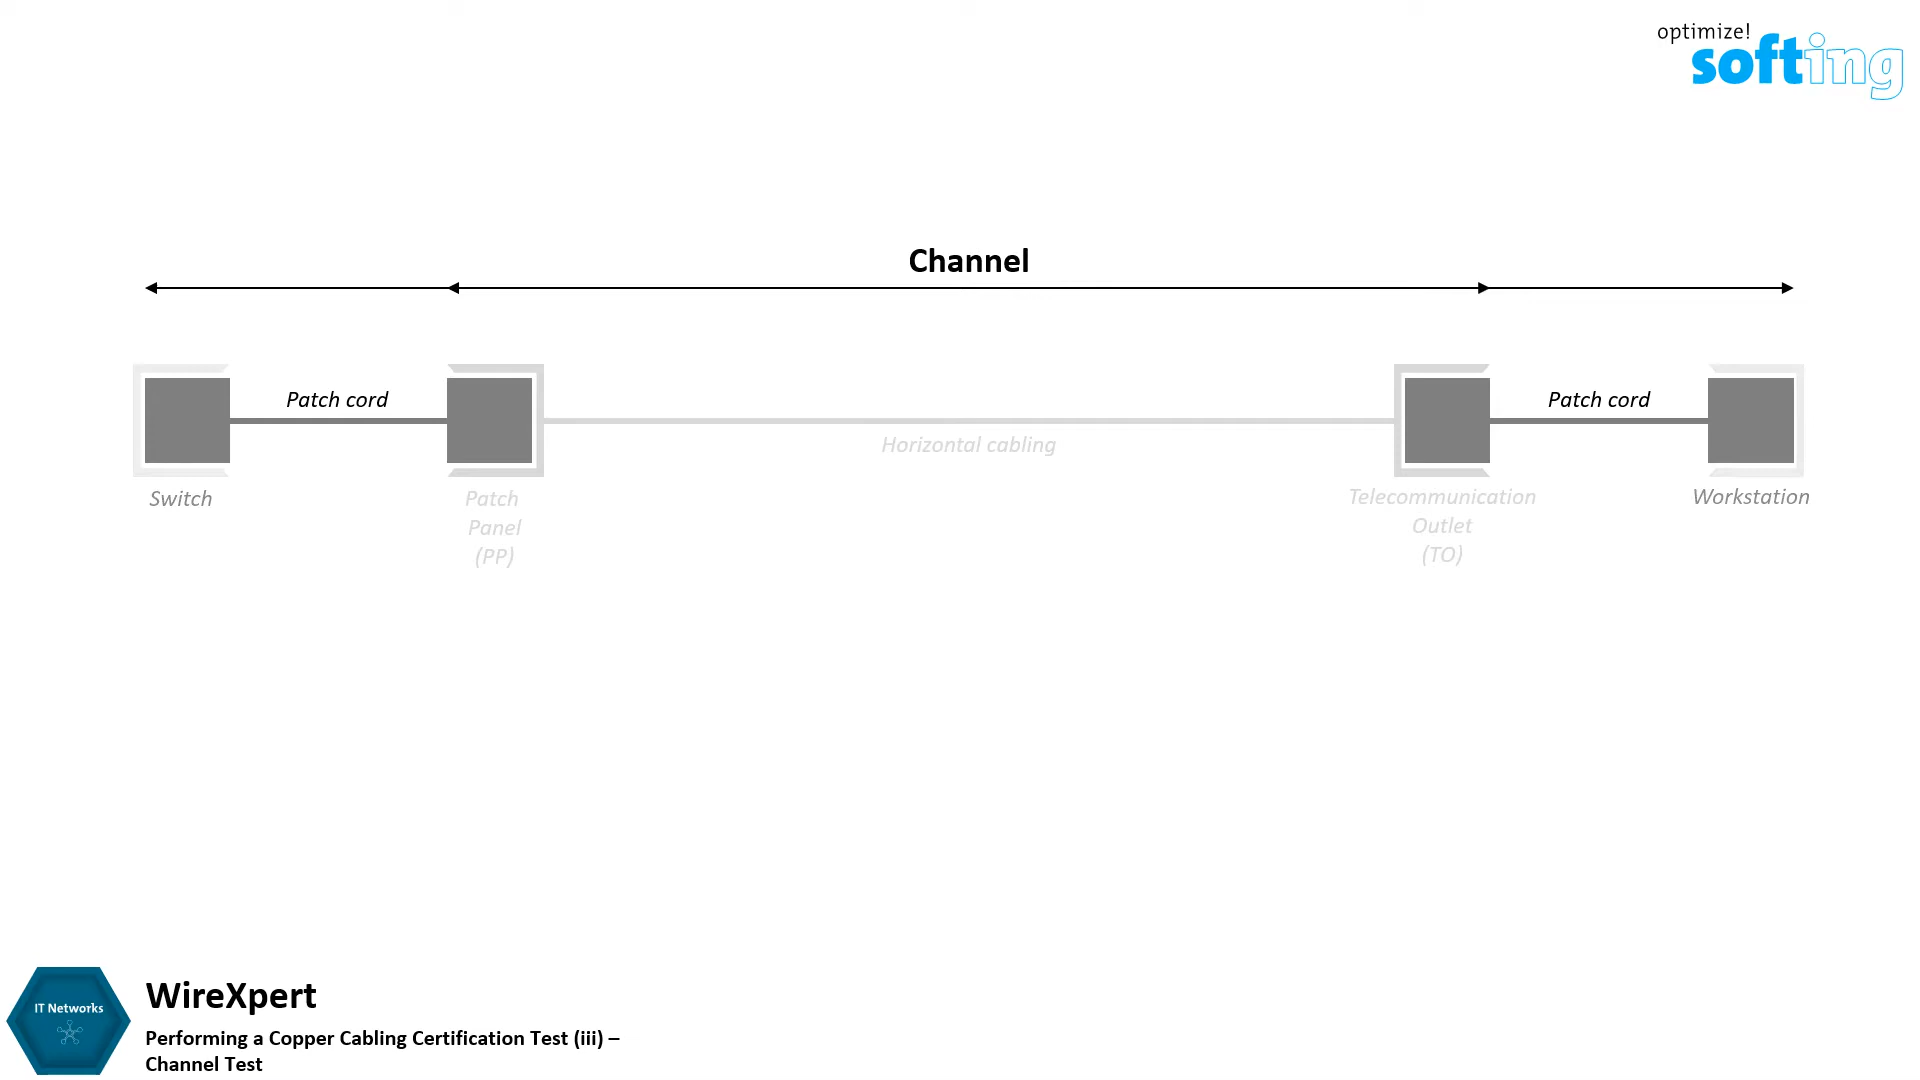 optimize!
softing
Channel
Patch cord
Patch cord
Horizontal cabling
Switch
Patch
Panel
(PP)
Telecommunication
Outlet
(TO)
Workstation
IT Networks
WireXpert
Performing a Copper Cabling Certification Test (iii) –
Channel Test